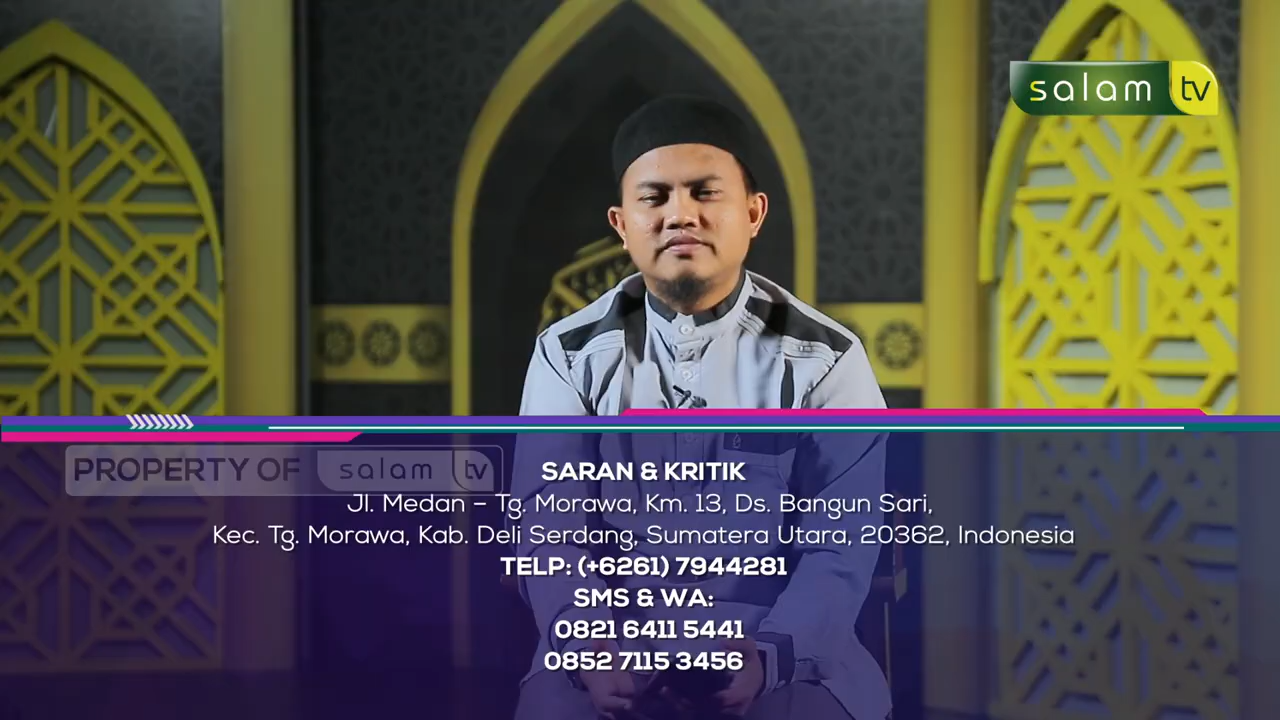 salam tv
PROPERTY OF salam tv
SARAN & KRITIK
Jl. Medan – Tg. Morawa, Km. 13, Ds. Bangun Sari,
Kec. Tg. Morawa, Kab. Deli Serdang, Sumatera Utara, 20362, Indonesia
TELP: (+6261) 7944281
SMS & WA:
0821 6411 5441
0852 7115 3456